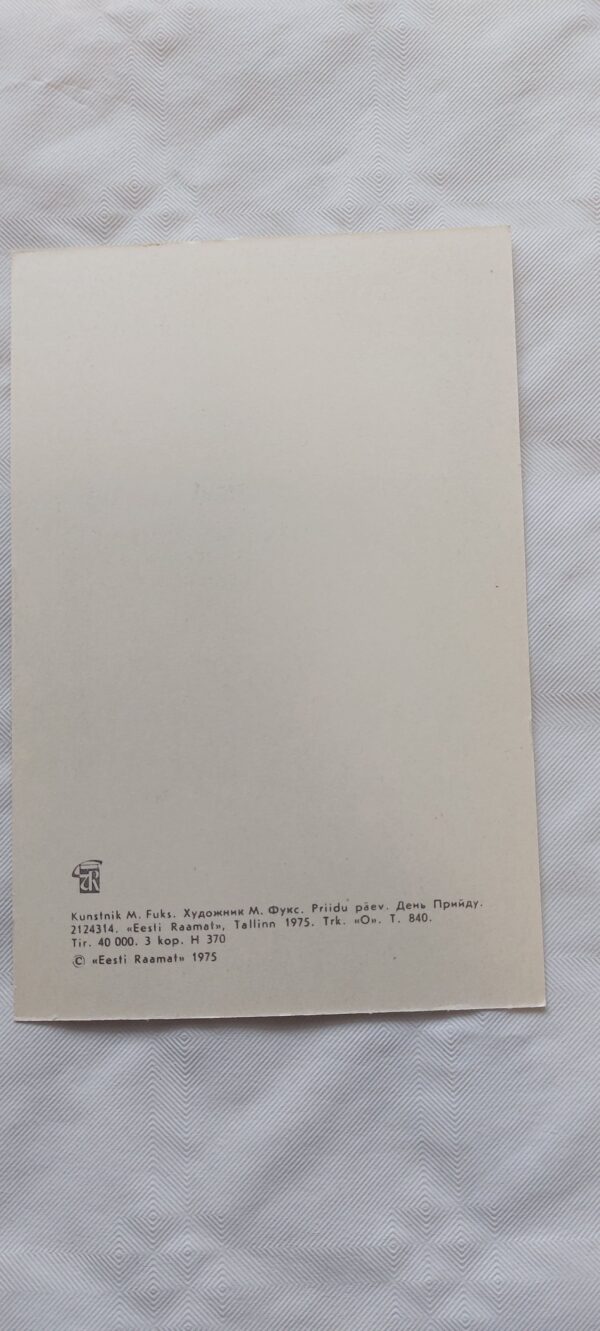 Kunstnik M. Fuks. Художник М. Фукс. Priidu päev. День Прийду.
2124314. «Eesti Raamat», Tallinn 1975. Trk. «O». T. 840.
Tir. 40 000. 3 kop. H 370
© «Eesti Raamat» 1975